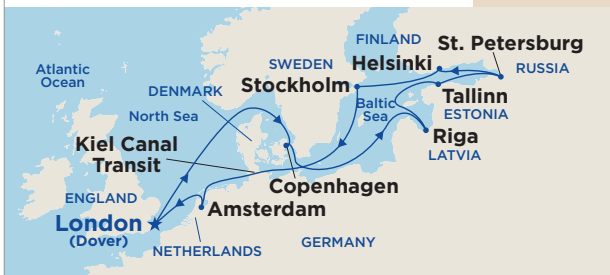 FINLAND
St. Petersburg
Helsinki
SWEDEN
RUSSIA
Atlantic
Ocean
Stockholm
DENMARK
Tallinn
Baltic
Sea
ESTONIA
North Sea
Riga
Kiel Canal
Transit
LATVIA
Copenhagen
ENGLAND
Amsterdam
London
(Dover)
GERMANY
NETHERLANDS